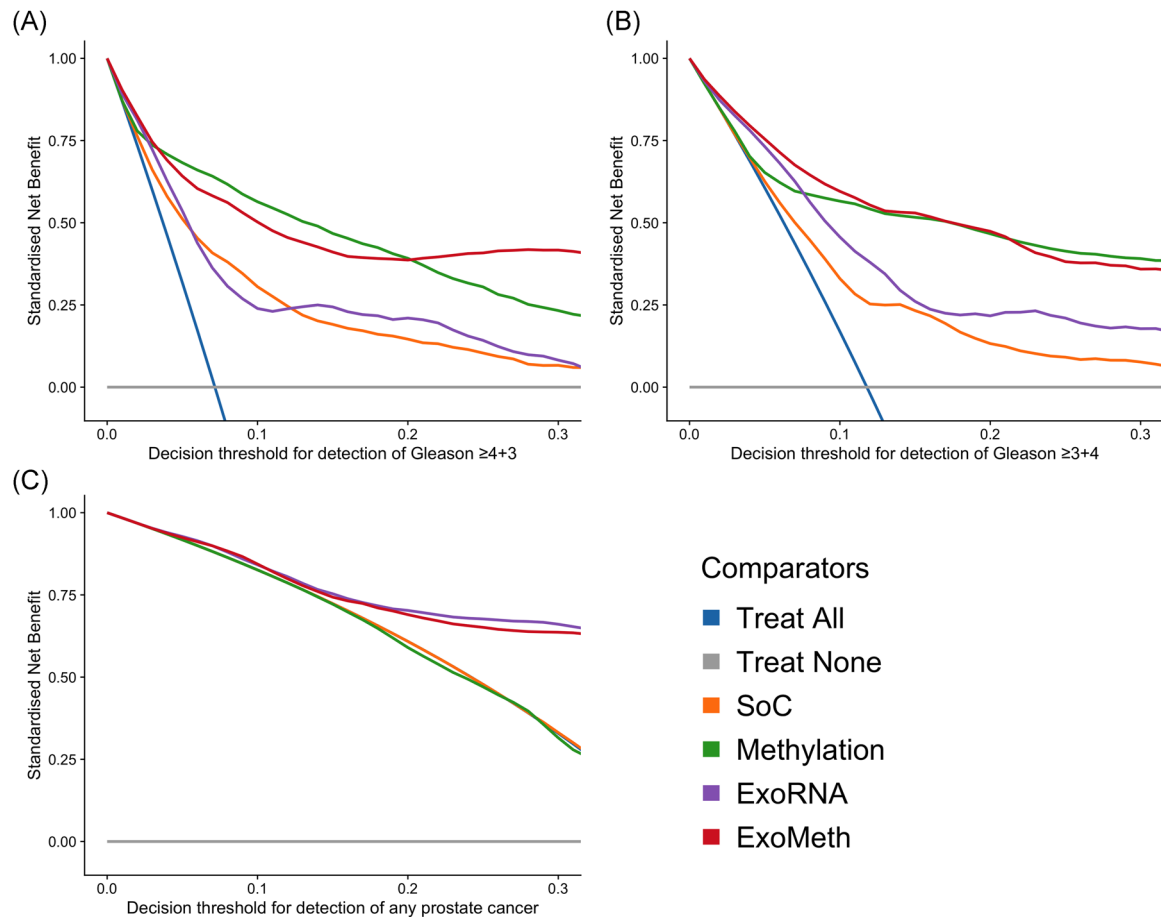 (A)
Standardised Net Benefit
1.00
0.75
0.50
0.25
0.00
0.0 0.1 0.2 0.3
Decision threshold for detection of Gleason ≥4+3
(B)
Standardised Net Benefit
1.00
0.75
0.50
0.25
0.00
0.0 0.1 0.2 0.3
Decision threshold for detection of Gleason ≥3+4
(C)
Standardised Net Benefit
1.00
0.75
0.50
0.25
0.00
0.0 0.1 0.2 0.3
Decision threshold for detection of any prostate cancer
Comparators
Treat All
Treat None
SoC
Methylation
ExoRNA
ExoMeth